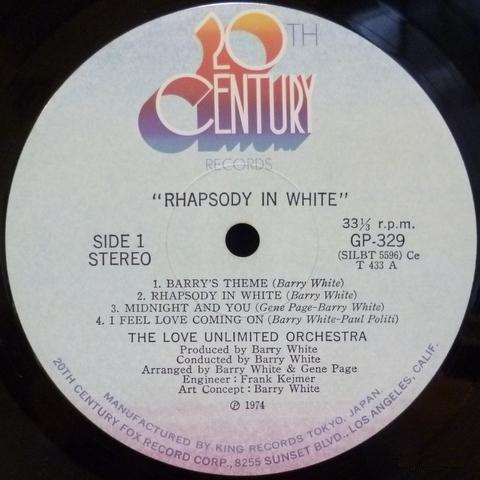 20TH
CENTURY
RECORDS
"RHAPSODY IN WHITE"
33⅓ r.p.m.
SIDE 1
GP-329
STEREO
(SILBT 5596) Ce
T 433 A
1. BARRY'S THEME (Barry White)
2. RHAPSODY IN WHITE (Barry White)
3. MIDNIGHT AND YOU (Gene Page-Barry White)
4. I FEEL LOVE COMING ON (Barry White-Paul Politi)
THE LOVE UNLIMITED ORCHESTRA
Produced by Barry White
Conducted by Barry White
Arranged by Barry White & Gene Page
Engineer : Frank Kejmer
Art Concept : Barry White
℗ 1974
MANUFACTURED BY KING RECORDS TOKYO, JAPAN.
20TH CENTURY FOX RECORD CORP., 8255 SUNSET BLVD., LOS ANGELES, CALIF.